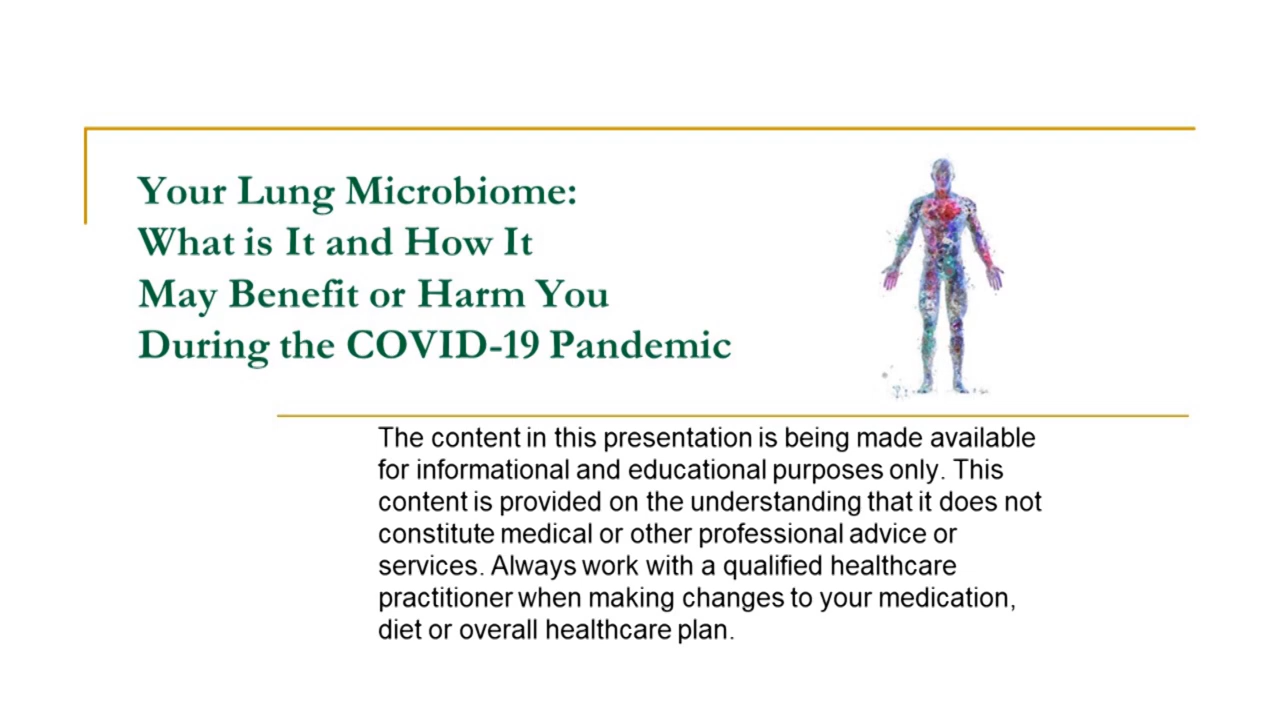 Your Lung Microbiome:
What is It and How It
May Benefit or Harm You
During the COVID-19 Pandemic
The content in this presentation is being made available
for informational and educational purposes only. This
content is provided on the understanding that it does not
constitute medical or other professional advice or
services. Always work with a qualified healthcare
practitioner when making changes to your medication,
diet or overall healthcare plan.